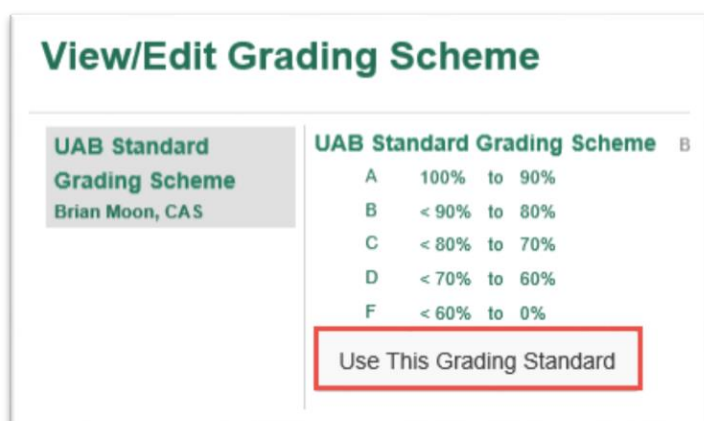 View/Edit Grading Scheme
UAB Standard
Grading Scheme
Brian Moon, CAS
UAB Standard Grading Scheme B
A 100% to 90%
B < 90% to 80%
C < 80% to 70%
D < 70% to 60%
F < 60% to 0%
Use This Grading Standard